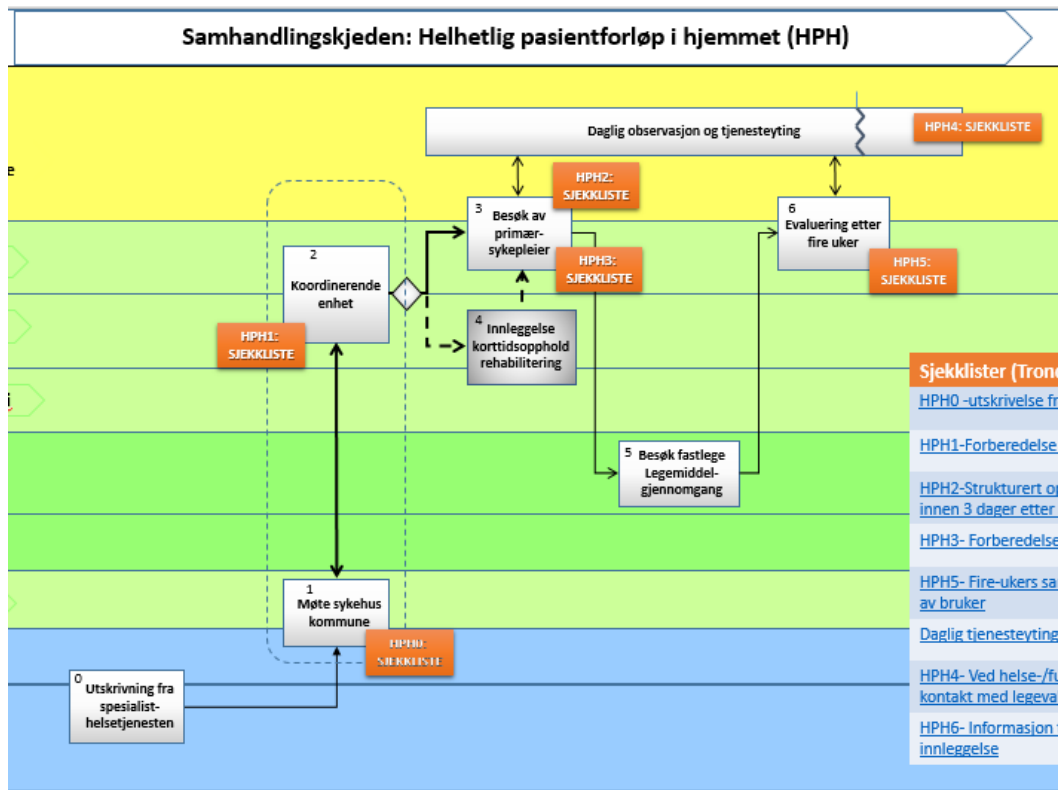 Samhandlingskjeden: Helhetlig pasientforløp i hjemmet (HPH)
Daglig observasjon og tjenesteyting
HPH4: SJEKKLISTE
e
HPH2:
SJEKKLISTE
3
Besøk av
primær-
sykepleier
HPH3:
SJEKKLISTE
6
Evaluering etter
fire uker
HPH5:
SJEKKLISTE
2
Koordinerende
enhet
HPH1:
SJEKKLISTE
4
Innleggelse
korttidsopphold
rehabilitering
i
5
Besøk fastlege
Legemiddel-
gjennomgang
1
Møte sykehus
kommune
HPH0:
SJEKKLISTE
0
Utskrivning fra
spesialist-
helsetjenesten
Sjekklister (Trond
HPH0 -utskrivelse fr
HPH1-Forberedelse
HPH2-Strukturert op
innen 3 dager etter
HPH3- Forberedelse
HPH5- Fire-ukers sa
av bruker
Daglig tjenesteyting
HPH4- Ved helse-/fu
kontakt med legeva
HPH6- Informasjon v
innleggelse